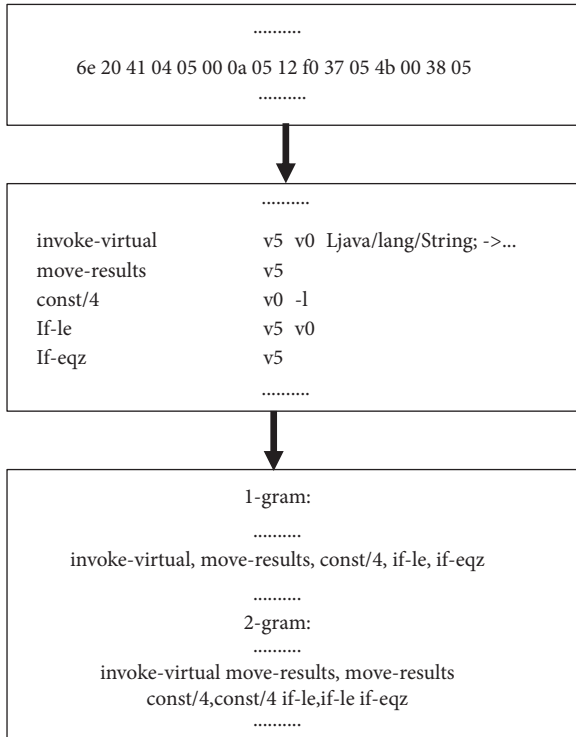 ..........
6e 20 41 04 05 00 0a 05 12 f0 37 05 4b 00 38 05
..........
..........
invoke-virtual v5 v0 Ljava/lang/String; ->...
move-results v5
const/4 v0 -l
If-le v5 v0
If-eqz v5
..........
1-gram:
..........
invoke-virtual, move-results, const/4, if-le, if-eqz
..........
2-gram:
..........
invoke-virtual move-results, move-results
const/4,const/4 if-le,if-le if-eqz
..........